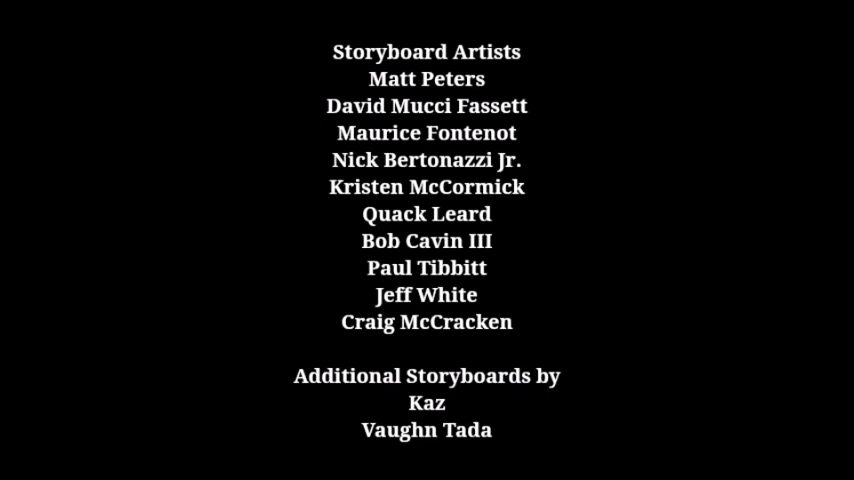 Storyboard Artists
Matt Peters
David Mucci Fassett
Maurice Fontenot
Nick Bertonazzi Jr.
Kristen McCormick
Quack Leard
Bob Cavin III
Paul Tibbitt
Jeff White
Craig McCracken
Additional Storyboards by
Kaz
Vaughn Tada